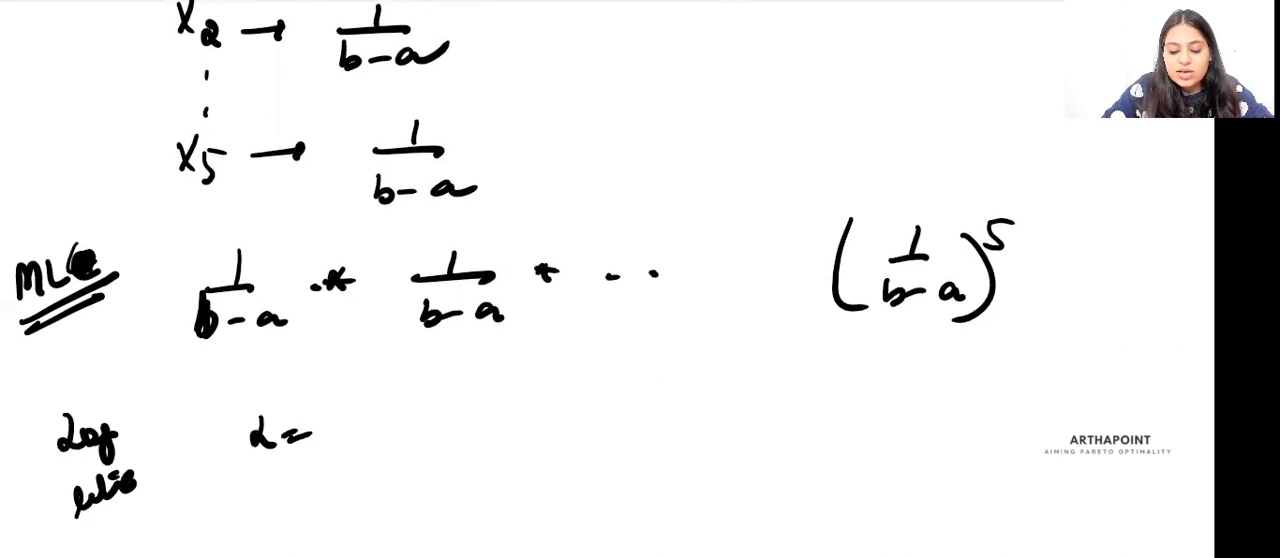 x2 → 1/(b-a)
⋮
x5 → 1/(b-a)
MLE 1/(b-a) * 1/(b-a) * .. (1/(b-a))^5
Log L=
ARTHAPOINT
AIMING PARETO OPTIMALITY